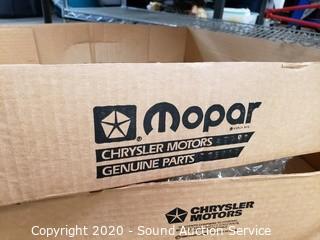 Mopar
®
CHRYSLER MOTORS
GENUINE PARTS
CHRYSLER
MOTORS
Copyright 2020 - Sound Auction Service